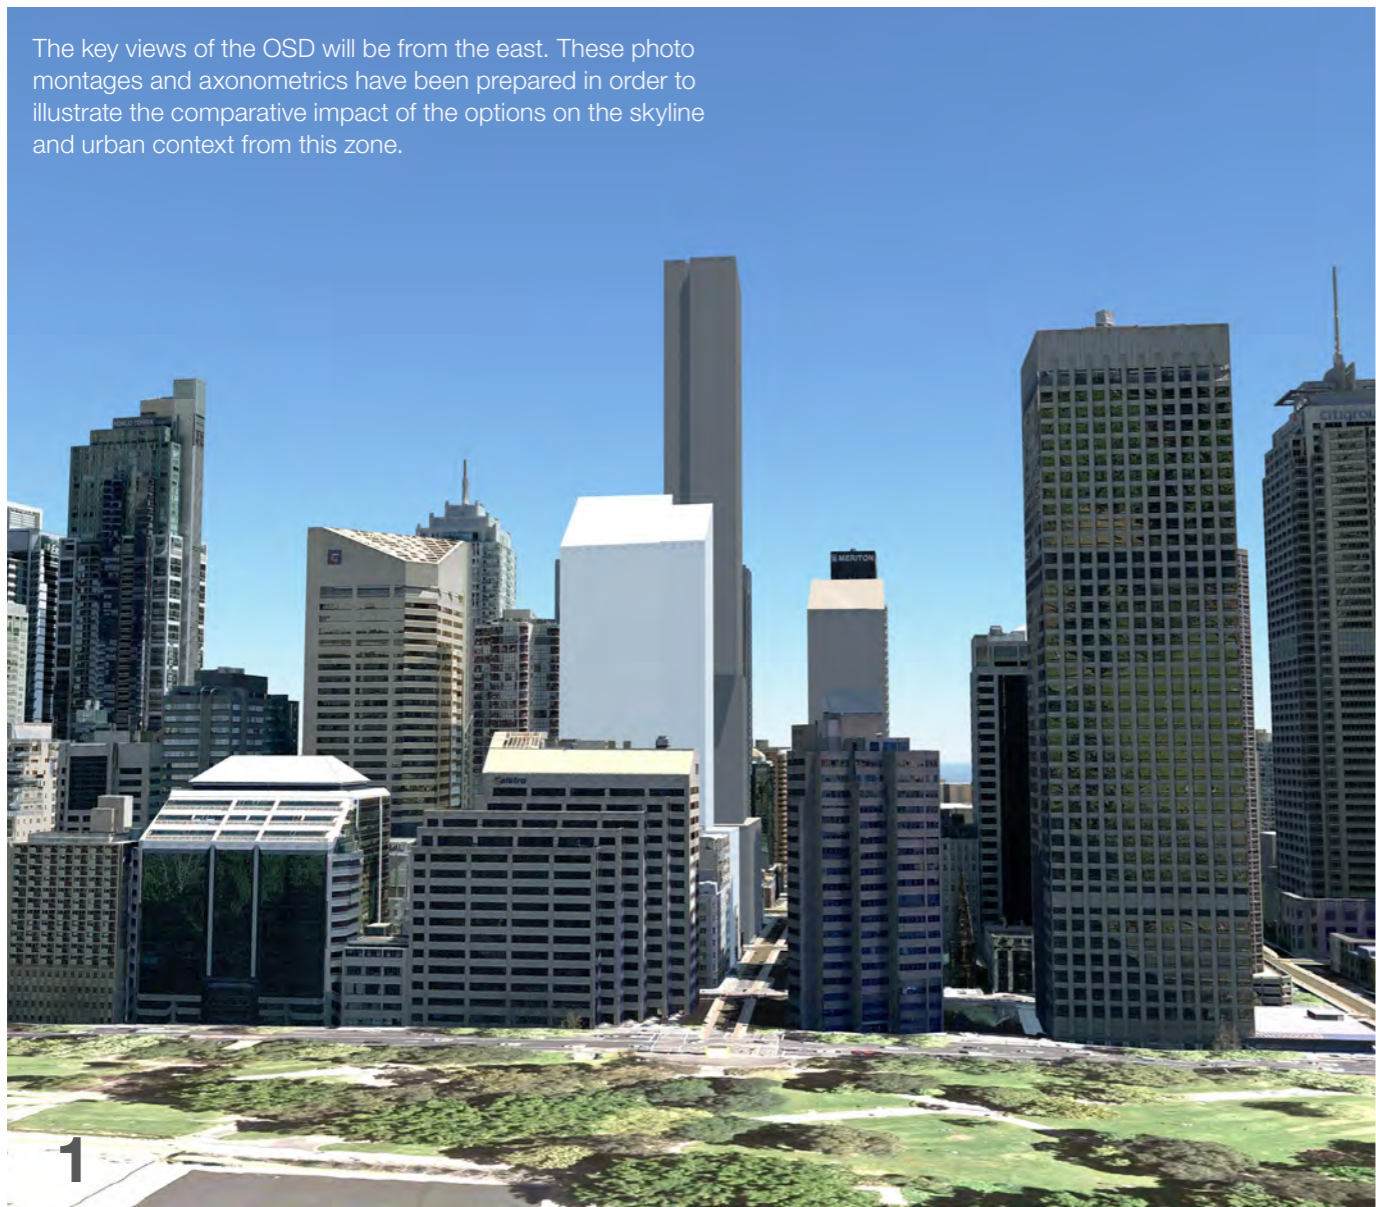 The key views of the OSD will be from the east. These photo
montages and axonometrics have been prepared in order to
illustrate the comparative impact of the options on the skyline
and urban context from this zone.
citigrou
MERITON
1